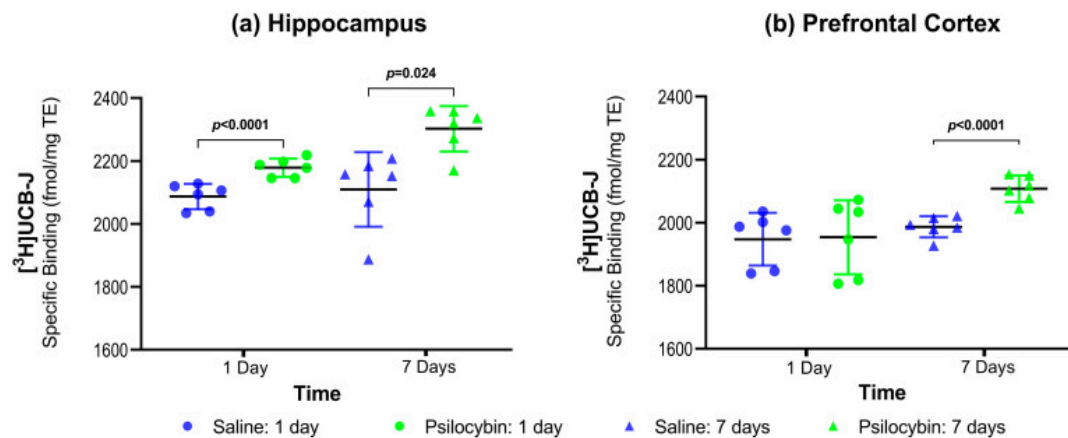 (a) Hippocampus
[³H]UCB-J
Specific Binding (fmol/mg TE)
2400
2200
2000
1800
1600
p<0.0001
p=0.024
1 Day
7 Days
Time
(b) Prefrontal Cortex
[³H]UCB-J
Specific Binding (fmol/mg TE)
2400
2200
2000
1800
1600
p<0.0001
1 Day
7 Days
Time
Saline: 1 day
Psilocybin: 1 day
Saline: 7 days
Psilocybin: 7 days